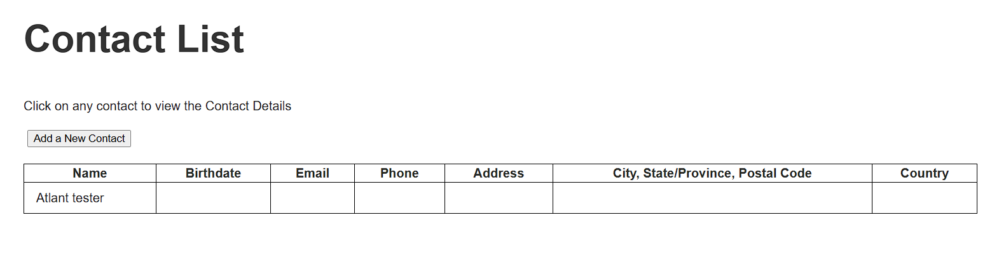 Contact List
Click on any contact to view the Contact Details
Add a New Contact
Name Birthdate Email Phone Address City, State/Province, Postal Code Country
Atlant tester